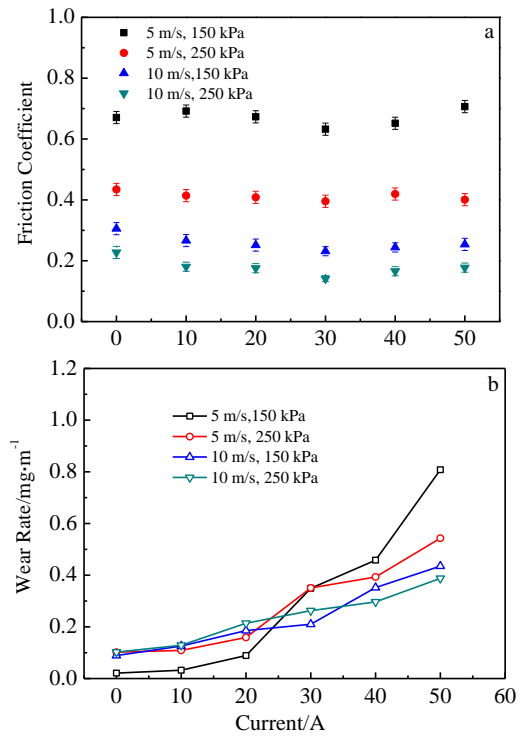 a
5 m/s, 150 kPa
5 m/s, 250 kPa
10 m/s,150 kPa
10 m/s, 250 kPa
1.0
0.8
0.6
0.4
0.2
0.0
Friction Coefficient
0 10 20 30 40 50
b
5 m/s,150 kPa
5 m/s, 250 kPa
10 m/s, 150 kPa
10 m/s, 250 kPa
1.2
1.0
0.8
0.6
0.4
0.2
0.0
Wear Rate/mg·m⁻¹
0 10 20 30 40 50 60
Current/A